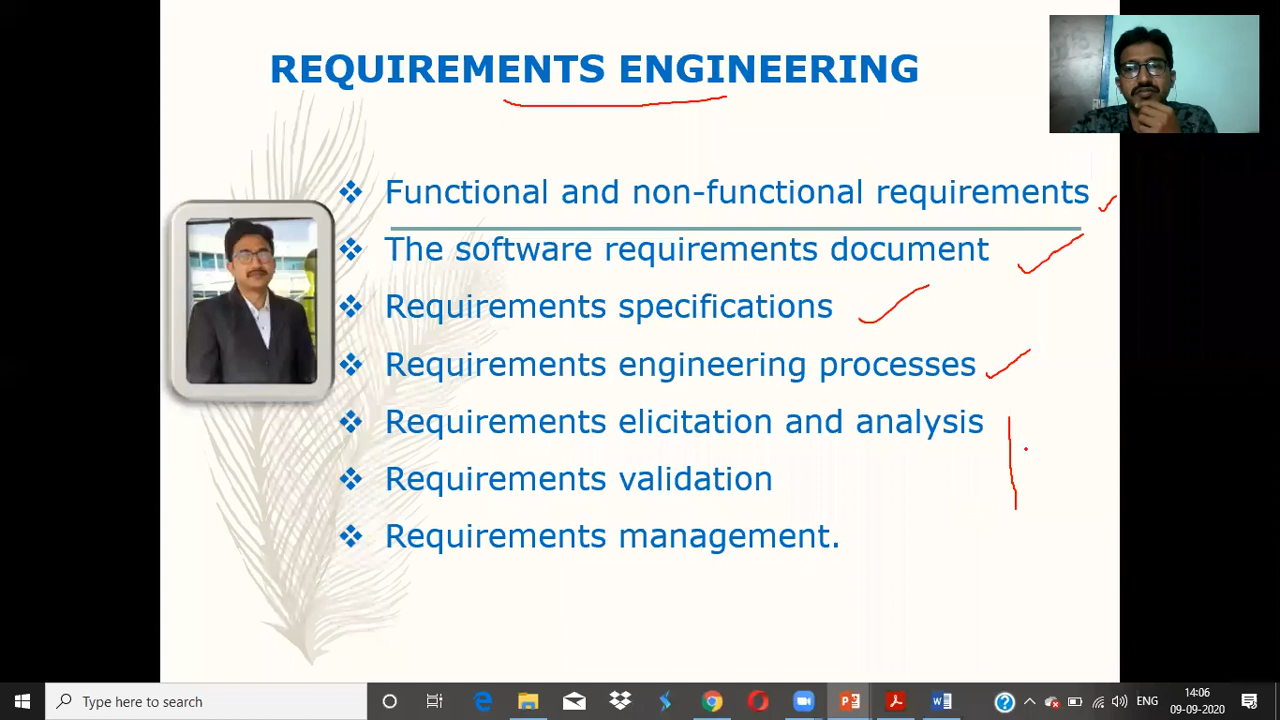 REQUIREMENTS ENGINEERING
Functional and non-functional requirements
The software requirements document
Requirements specifications
Requirements engineering processes
Requirements elicitation and analysis
Requirements validation
Requirements management.
Type here to search
ENG
14:06
09-09-2020